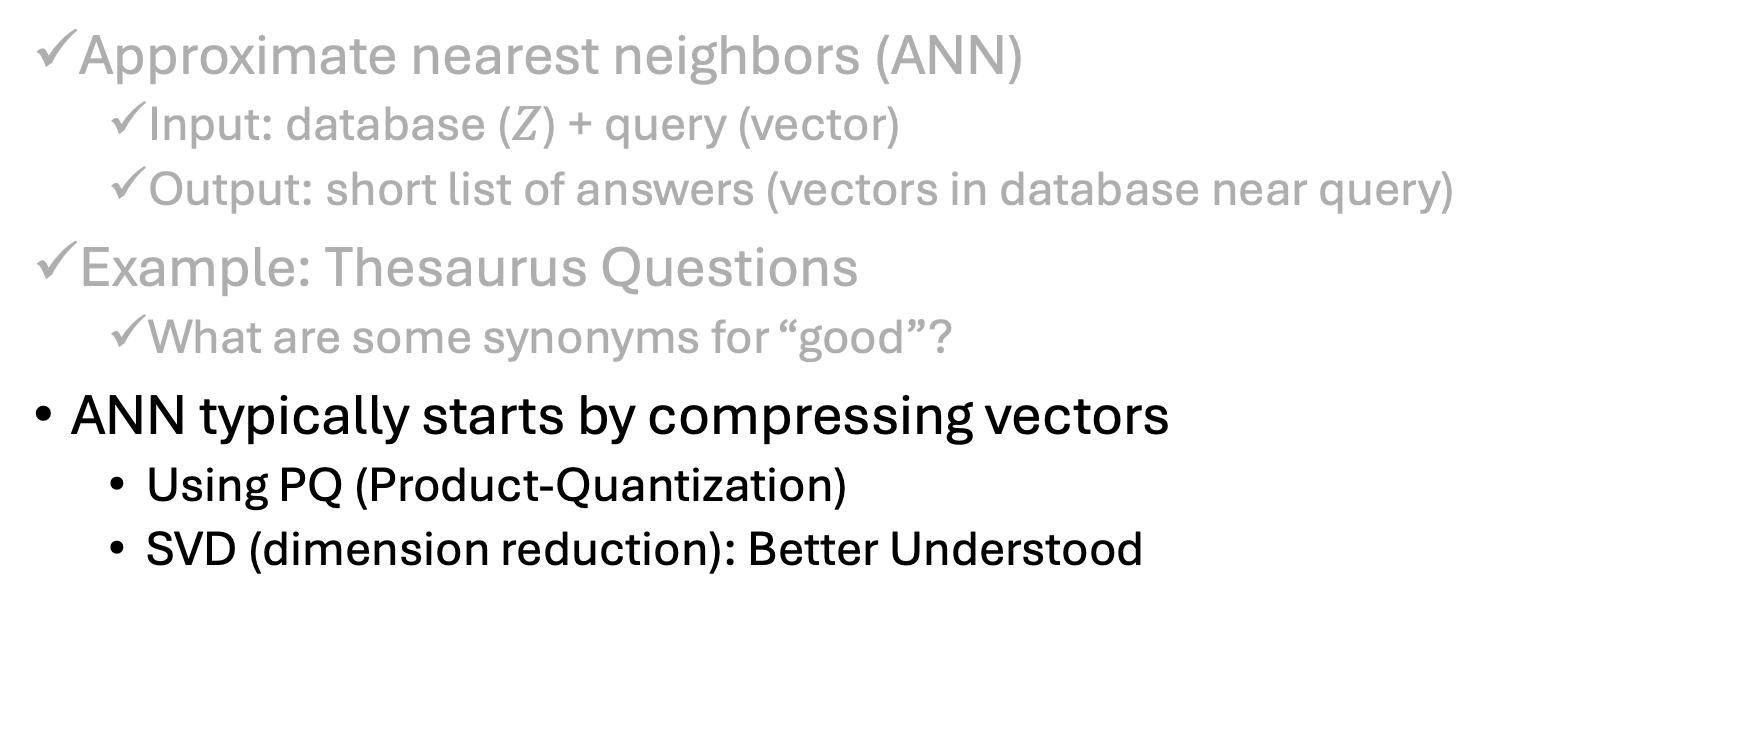 ✓Approximate nearest neighbors (ANN)
✓Input: database (Z) + query (vector)
✓Output: short list of answers (vectors in database near query)
✓Example: Thesaurus Questions
✓What are some synonyms for “good”?
• ANN typically starts by compressing vectors
• Using PQ (Product-Quantization)
• SVD (dimension reduction): Better Understood